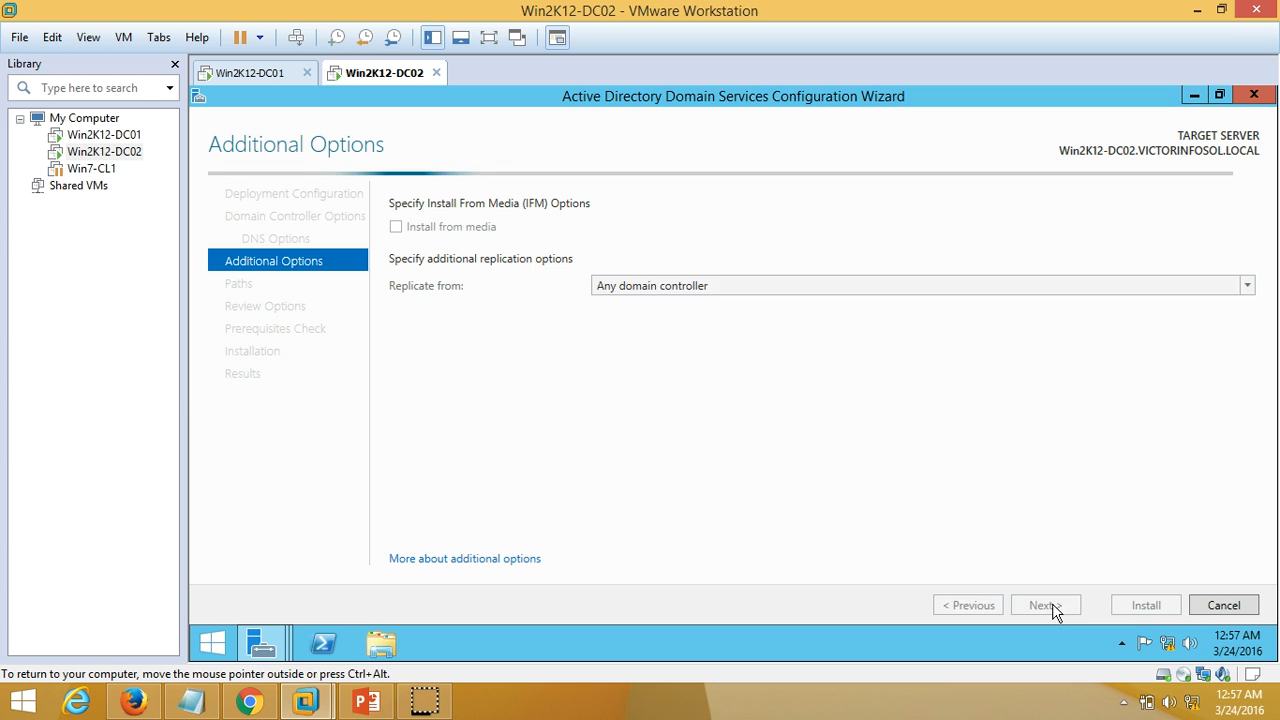 Win2K12-DC02 - VMware Workstation
File Edit View VM Tabs Help
Library
Type here to search
My Computer
Win2K12-DC01
Win2K12-DC02
Win7-CL1
Shared VMs
Win2K12-DC01 Win2K12-DC02
Active Directory Domain Services Configuration Wizard
Additional Options
TARGET SERVER
Win2K12-DC02.VICTORINFOSOL.LOCAL
Deployment Configuration
Domain Controller Options
DNS Options
Additional Options
Paths
Review Options
Prerequisites Check
Installation
Results
Specify Install From Media (IFM) Options
Install from media
Specify additional replication options
Replicate from: Any domain controller
More about additional options
< Previous Next > Install Cancel
12:57 AM
3/24/2016
To return to your computer, move the mouse pointer outside or press Ctrl+Alt.
12:57 AM
3/24/2016